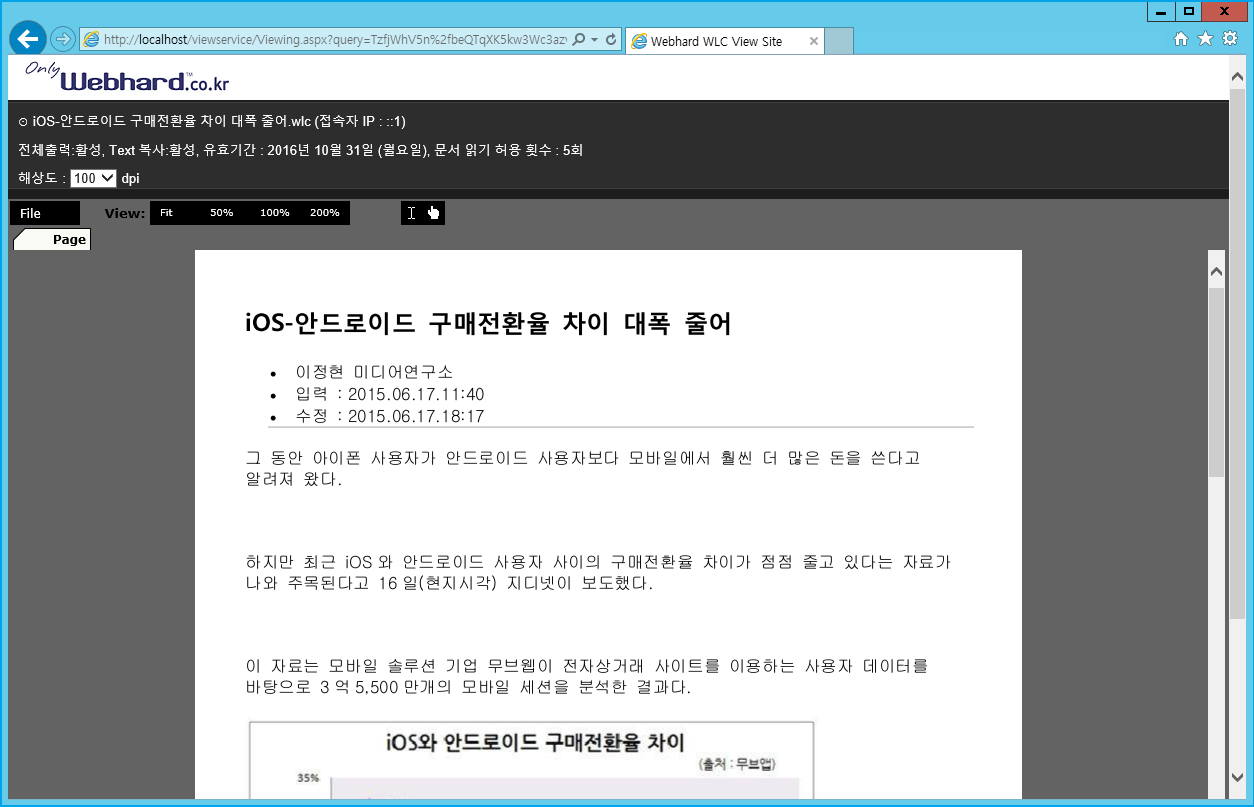 http://localhost/viewservice/Viewing.aspx?query=TzfjWhV5n%2fbeQTqXK5kw3Wc3az
Webhard WLC View Site
Only
Webhard™.co.kr
⊙ iOS-안드로이드 구매전환율 차이 대폭 줄어.wlc (접속자 IP : ::1)
전체출력:활성, Text 복사:활성, 유효기간 : 2016년 10월 31일 (월요일), 문서 읽기 허용 횟수 : 5회
해상도 : 100 dpi
File View: Fit 50% 100% 200%
Page
iOS-안드로이드 구매전환율 차이 대폭 줄어
• 이정현 미디어연구소
• 입력 : 2015.06.17.11:40
• 수정 : 2015.06.17.18:17
그 동안 아이폰 사용자가 안드로이드 사용자보다 모바일에서 훨씬 더 많은 돈을 쓴다고
알려져 왔다.
하지만 최근 iOS 와 안드로이드 사용자 사이의 구매전환율 차이가 점점 줄고 있다는 자료가
나와 주목된다고 16 일(현지시각) 지디넷이 보도했다.
이 자료는 모바일 솔루션 기업 무브웹이 전자상거래 사이트를 이용하는 사용자 데이터를
바탕으로 3 억 5,500 만개의 모바일 세션을 분석한 결과다.
iOS와 안드로이드 구매전환율 차이
(출처 : 무브앱)
35%